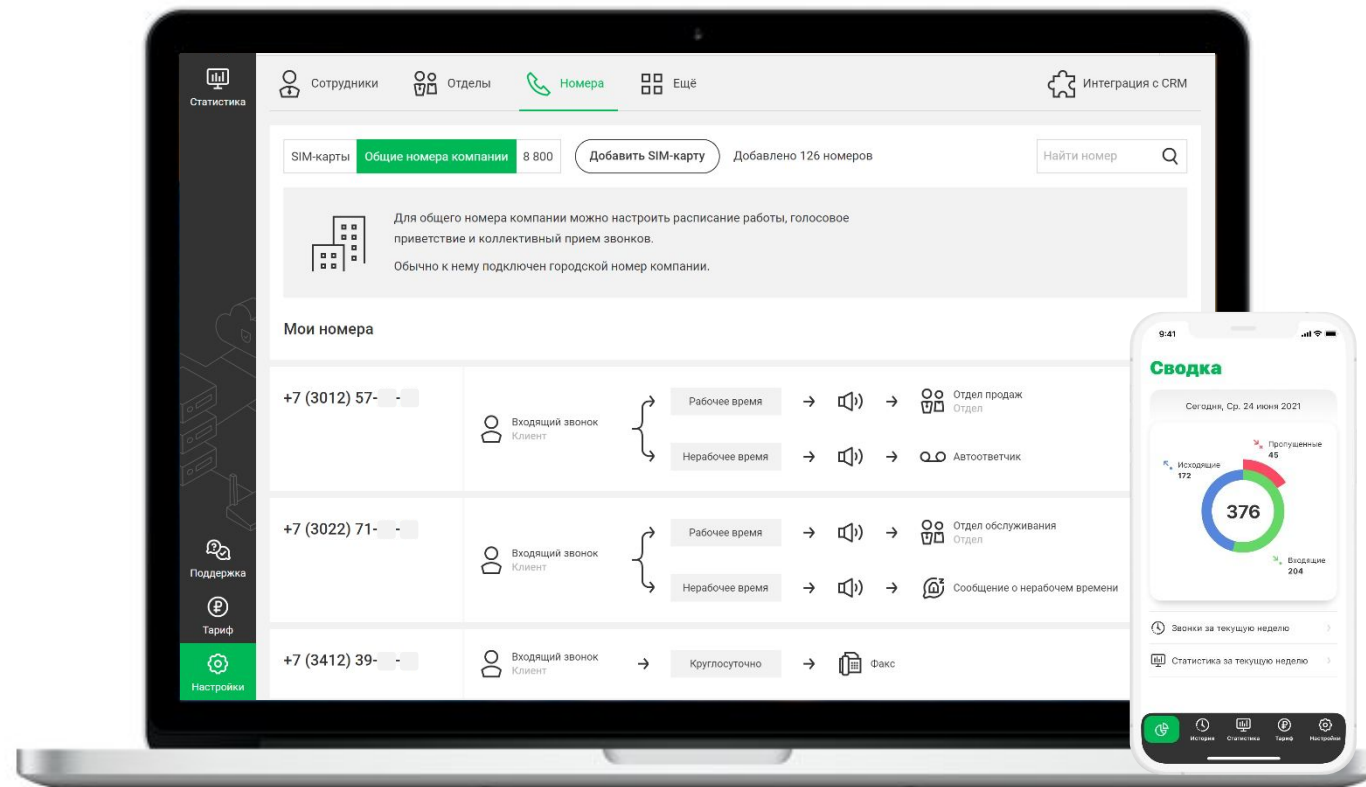 Статистика
Сотрудники
Отделы
Номера
Ещё
Интеграция с CRM
SIM-карты
Общие номера компании
8 800
Добавить SIM-карту
Добавлено 126 номеров
Найти номер
Для общего номера компании можно настроить расписание работы, голосовое
приветствие и коллективный прием звонков.
Обычно к нему подключен городской номер компании.
Мои номера
+7 (3012) 57- -
Входящий звонок
Клиент
Рабочее время
Отдел продаж
Отдел
Нерабочее время
Автоответчик
+7 (3022) 71- -
Входящий звонок
Клиент
Рабочее время
Отдел обслуживания
Отдел
Нерабочее время
Сообщение о нерабочем времени
+7 (3412) 39- -
Входящий звонок
Клиент
Круглосуточно
Факс
Поддержка
Тариф
Настройки
9:41
Сводка
Сегодня, Ср. 24 июня 2021
Пропущенные
45
Исходящие
172
376
Входящие
204
Звонки за текущую неделю
Статистика за текущую неделю
История
Статистика
Тариф
Настройки